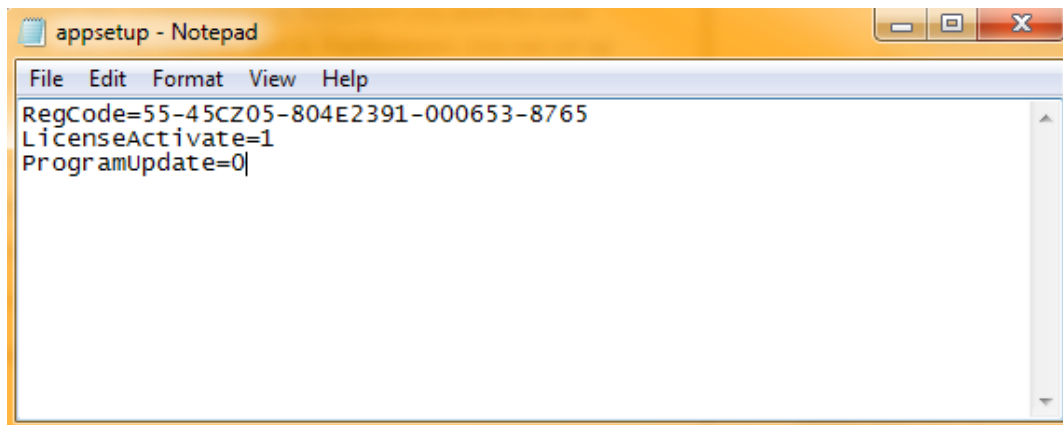 appsetup - Notepad
File Edit Format View Help
RegCode=55-45CZ05-804E2391-000653-8765
LicenseActivate=1
ProgramUpdate=0